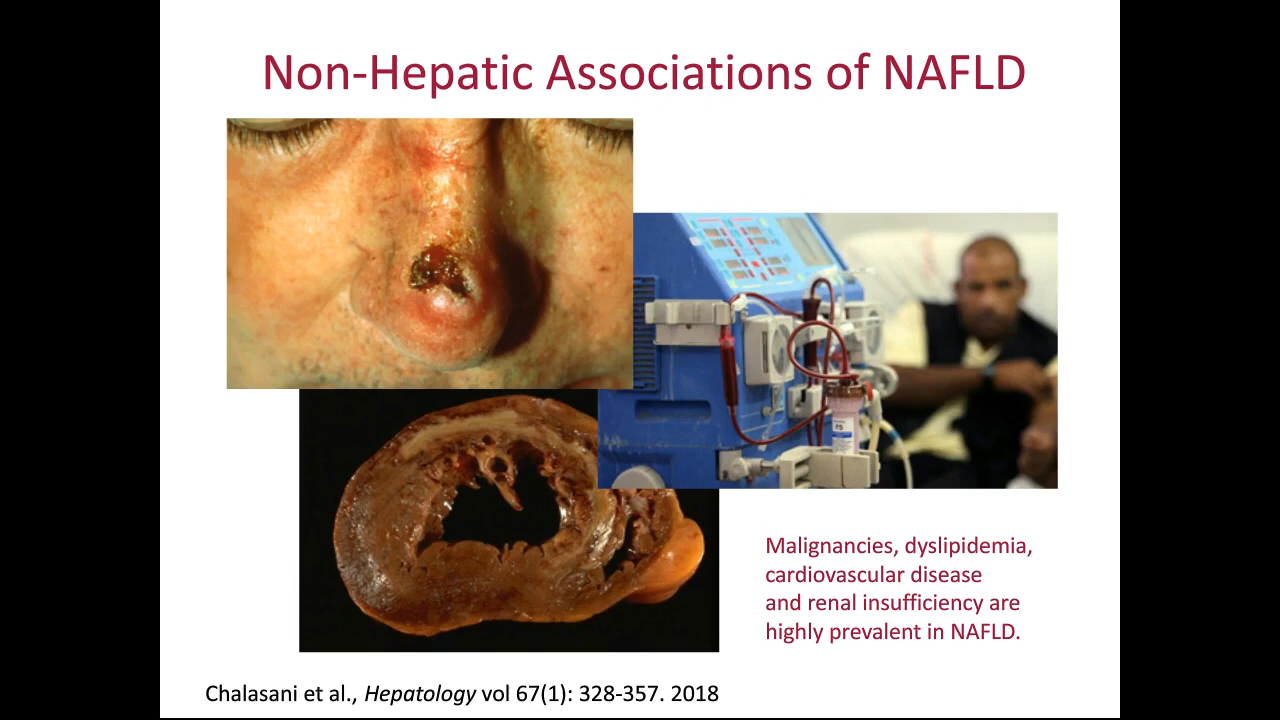 Non-Hepatic Associations of NAFLD
Malignancies, dyslipidemia,
cardiovascular disease
and renal insufficiency are
highly prevalent in NAFLD.
Chalasani et al., Hepatology vol 67(1): 328-357. 2018